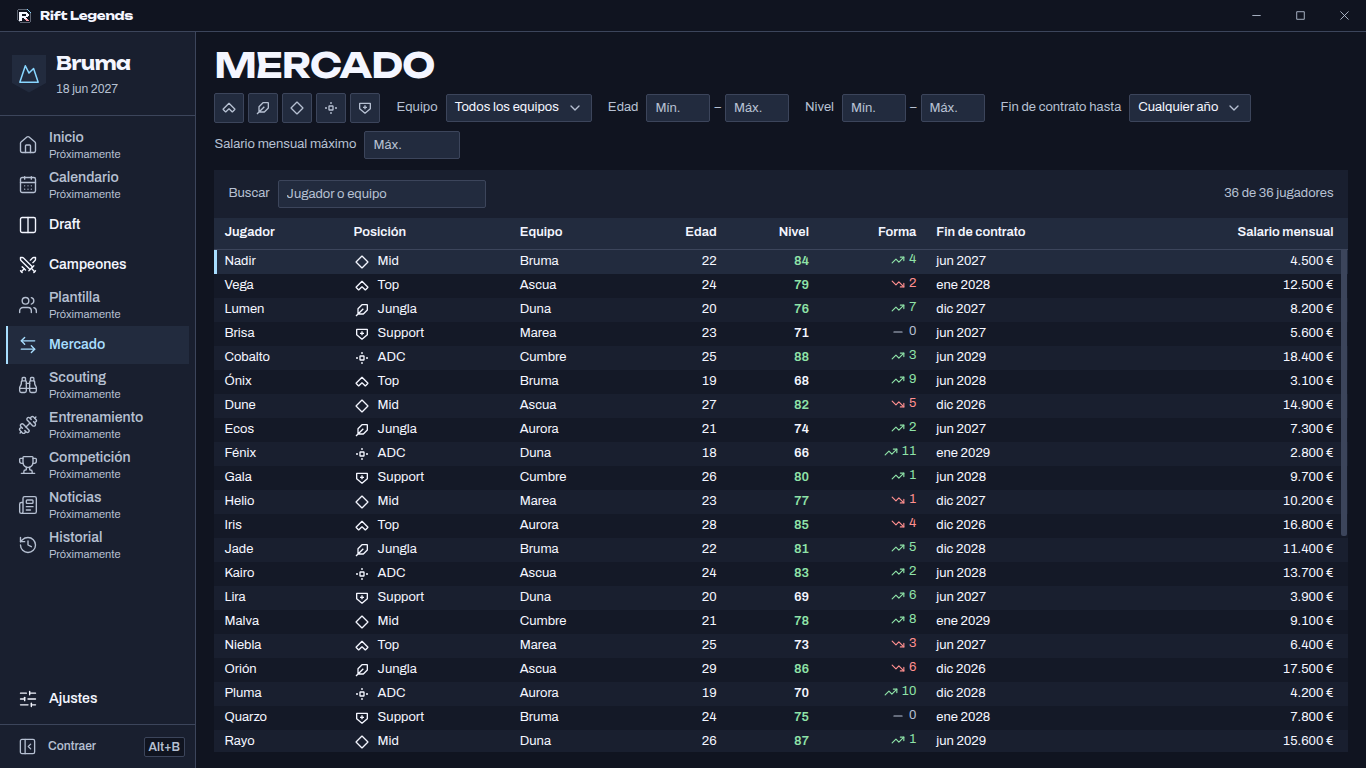 Rift Legends
Bruma
18 jun 2027
Inicio
Próximamente
Calendario
Próximamente
Draft
Campeones
Plantilla
Próximamente
Mercado
Scouting
Próximamente
Entrenamiento
Próximamente
Competición
Próximamente
Noticias
Próximamente
Historial
Próximamente
Ajustes
Contraer Alt+B
MERCADO
Equipo Todos los equipos Edad Mín. – Máx. Nivel Mín. – Máx. Fin de contrato hasta Cualquier año
Salario mensual máximo Máx.
Buscar Jugador o equipo 36 de 36 jugadores
Jugador Posición Equipo Edad Nivel Forma Fin de contrato Salario mensual
Nadir Mid Bruma 22 84 4 jun 2027 4.500 €
Vega Top Ascua 24 79 2 ene 2028 12.500 €
Lumen Jungla Duna 20 76 7 dic 2027 8.200 €
Brisa Support Marea 23 71 0 jun 2027 5.600 €
Cobalto ADC Cumbre 25 88 3 jun 2029 18.400 €
Ónix Top Bruma 19 68 9 jun 2028 3.100 €
Dune Mid Ascua 27 82 5 dic 2026 14.900 €
Ecos Jungla Aurora 21 74 2 jun 2027 7.300 €
Fénix ADC Duna 18 66 11 ene 2029 2.800 €
Gala Support Cumbre 26 80 1 jun 2028 9.700 €
Helio Mid Marea 23 77 1 dic 2027 10.200 €
Iris Top Aurora 28 85 4 dic 2026 16.800 €
Jade Jungla Bruma 22 81 5 dic 2028 11.400 €
Kairo ADC Ascua 24 83 2 jun 2028 13.700 €
Lira Support Duna 20 69 6 jun 2027 3.900 €
Malva Mid Cumbre 21 78 8 ene 2029 9.100 €
Niebla Top Marea 25 73 3 jun 2027 6.400 €
Orión Jungla Ascua 29 86 6 dic 2026 17.500 €
Pluma ADC Aurora 19 70 10 dic 2028 4.200 €
Quarzo Support Bruma 24 75 0 ene 2028 7.800 €
Rayo Mid Duna 26 87 1 jun 2029 15.600 €